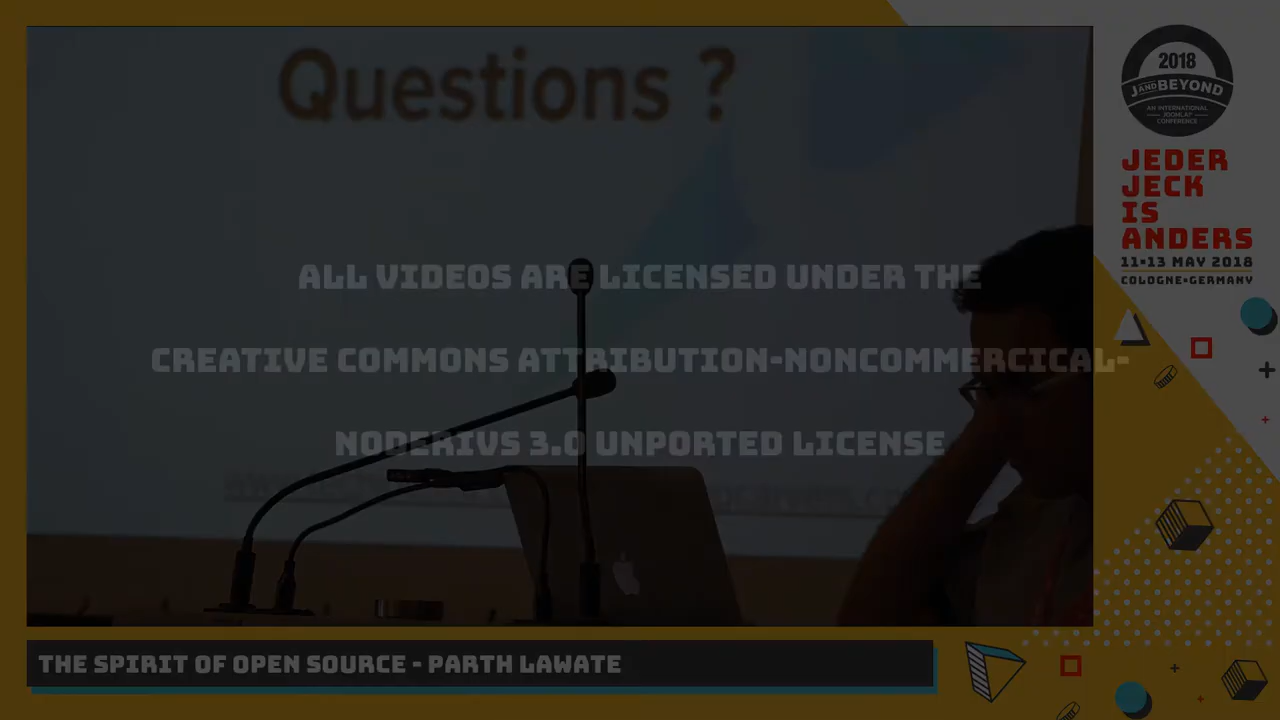 Questions ?
2018
JANDBEYOND
AN INTERNATIONAL
JOOMLA!®
CONFERENCE
JEDER
JECK
IS
ANDERS
11-13 MAY 2018
COLOGNE•GERMANY
ALL VIDEOS ARE LICENSED UNDER THE
CREATIVE COMMONS ATTRIBUTION-NONCOMMERCICAL-
NODERIVS 3.0 UNPORTED LICENSE
THE SPIRIT OF OPEN SOURCE - PARTH LAWATE